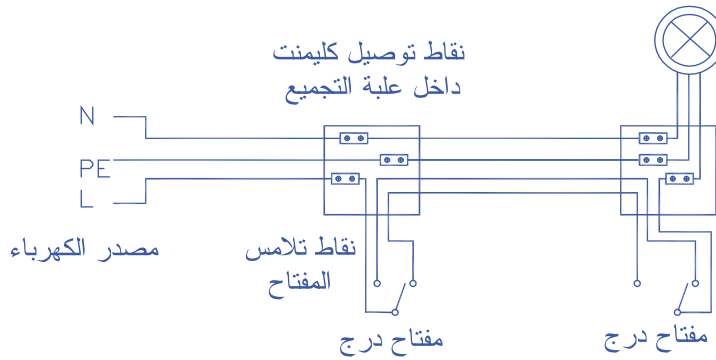 نقاط توصيل كليمنت
داخل علبة التجميع
N
PE
L
مصدر الكهرباء
نقاط تلامس
المفتاح
مفتاح درج
مفتاح درج